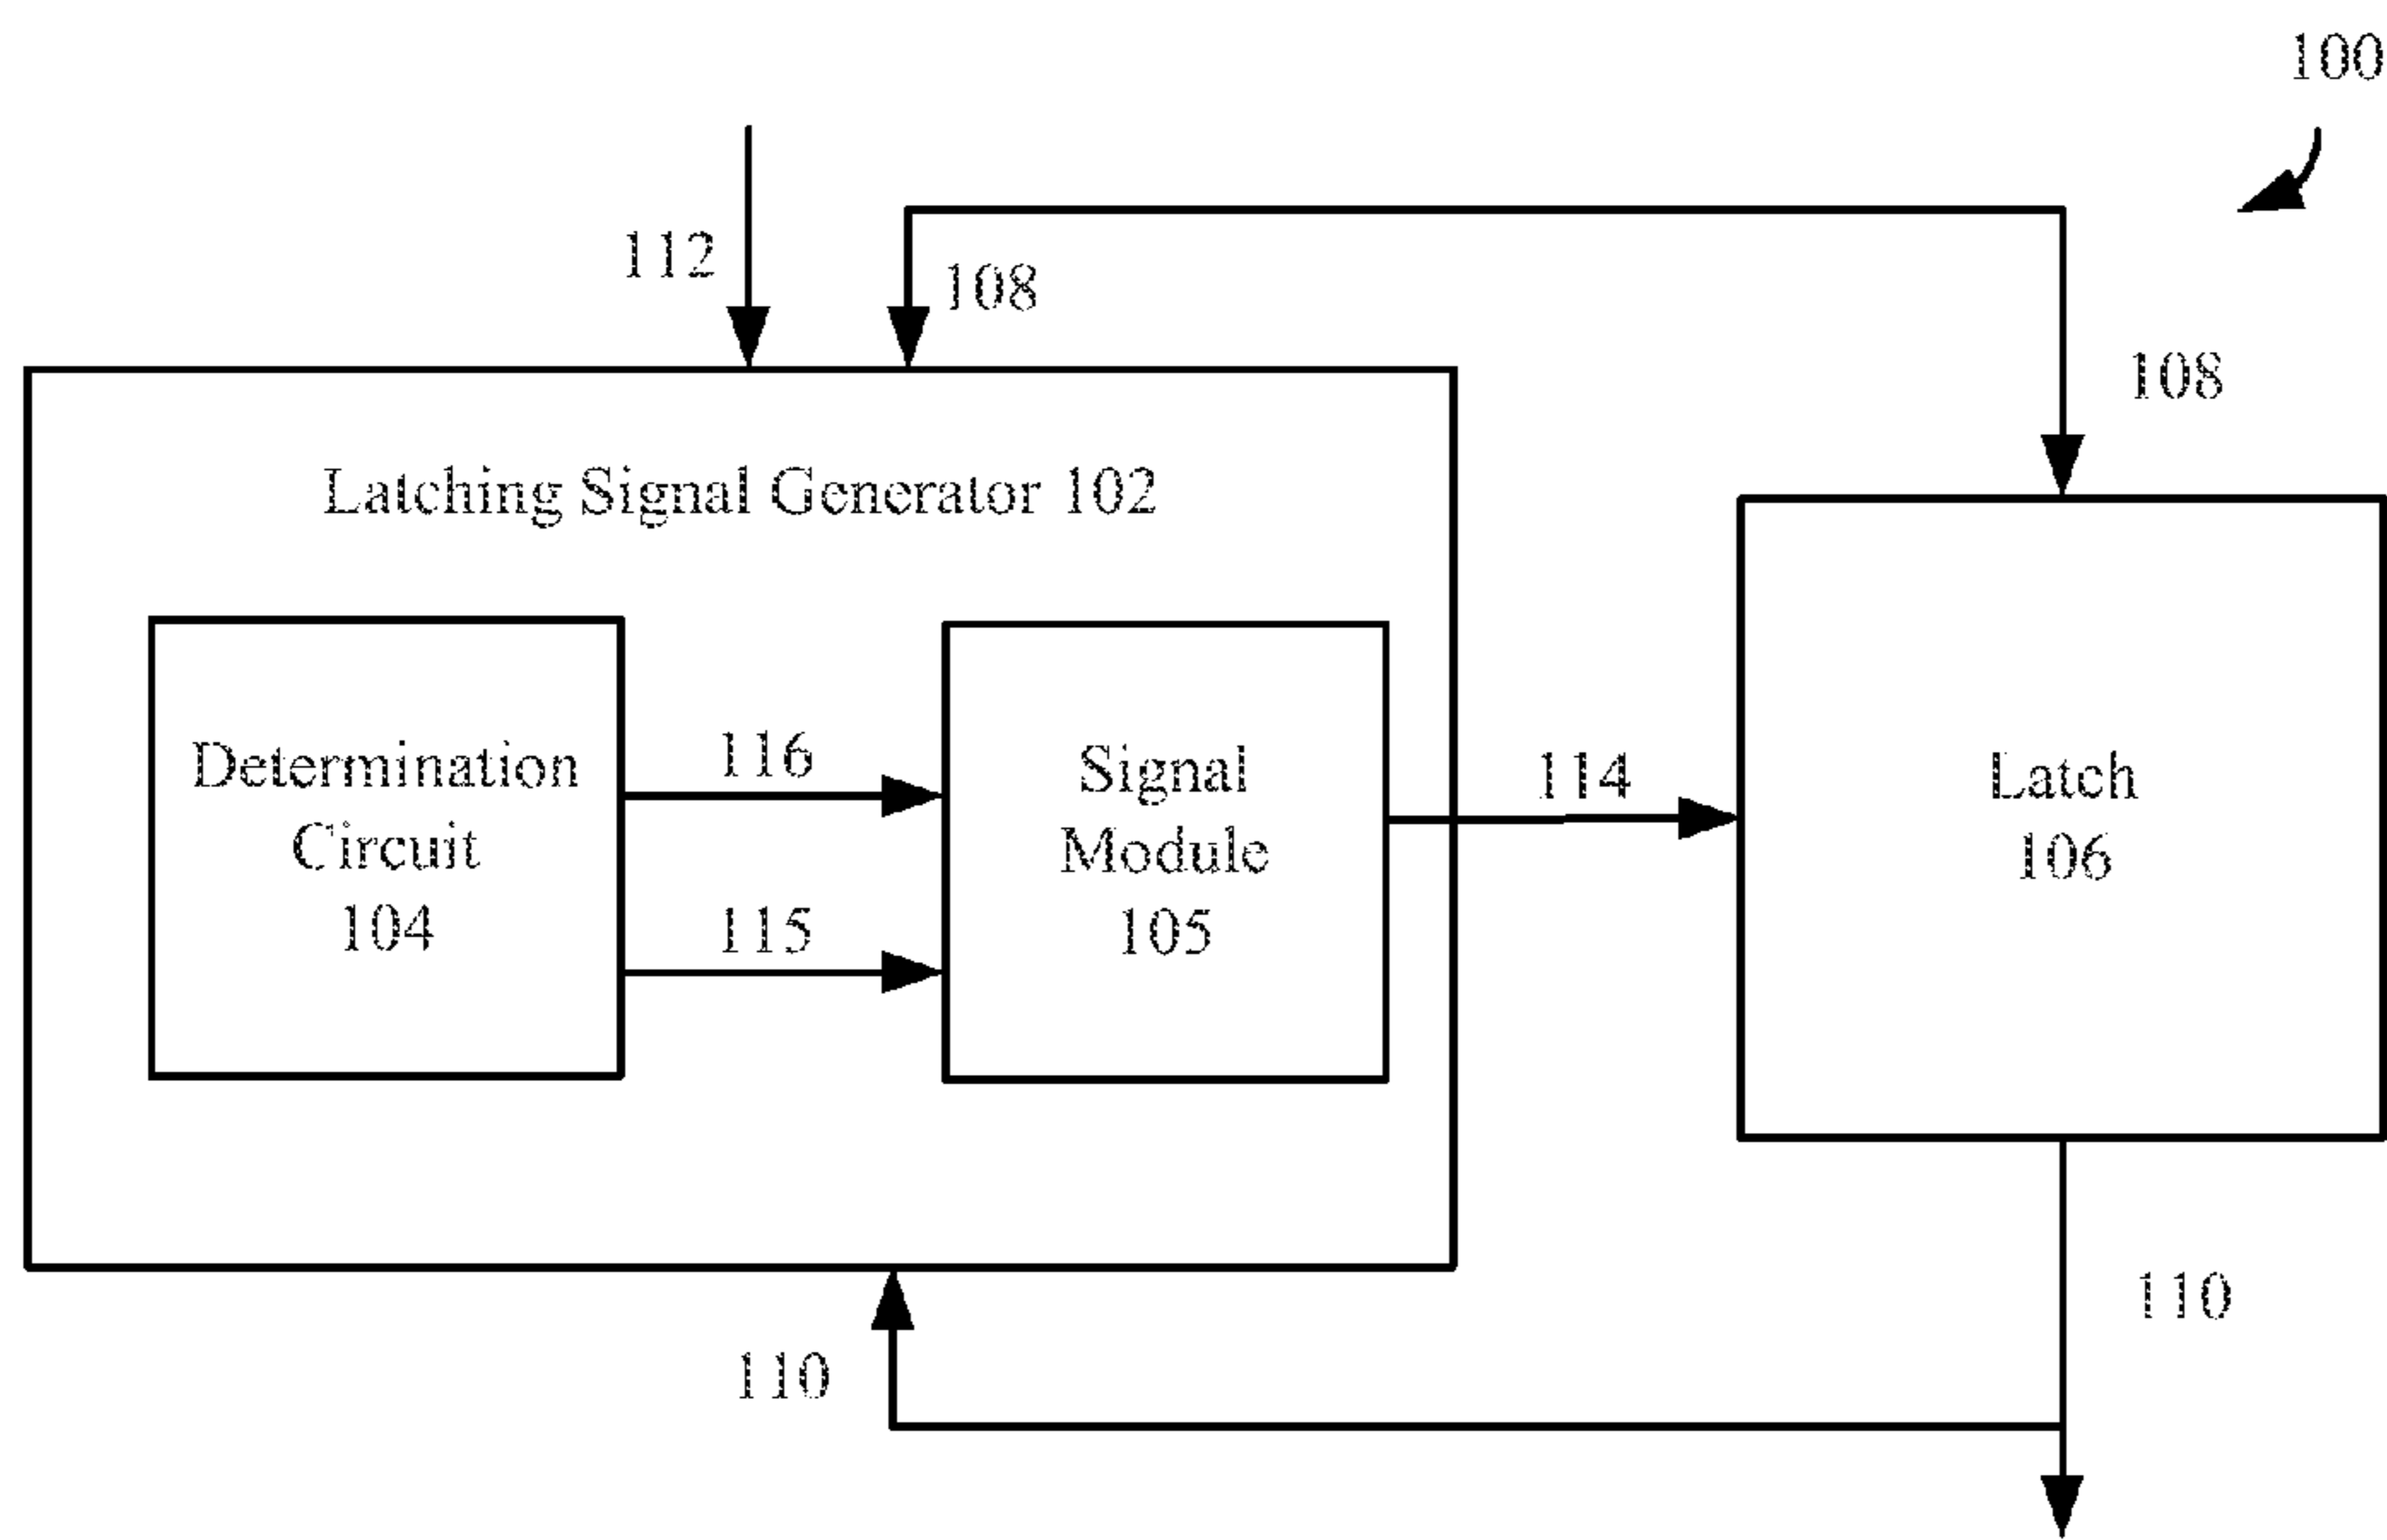 100
112
108
108
Latching Signal Generator 102
Determination
Circuit
104
116
115
Signal
Module
105
114
Latch
106
110
110